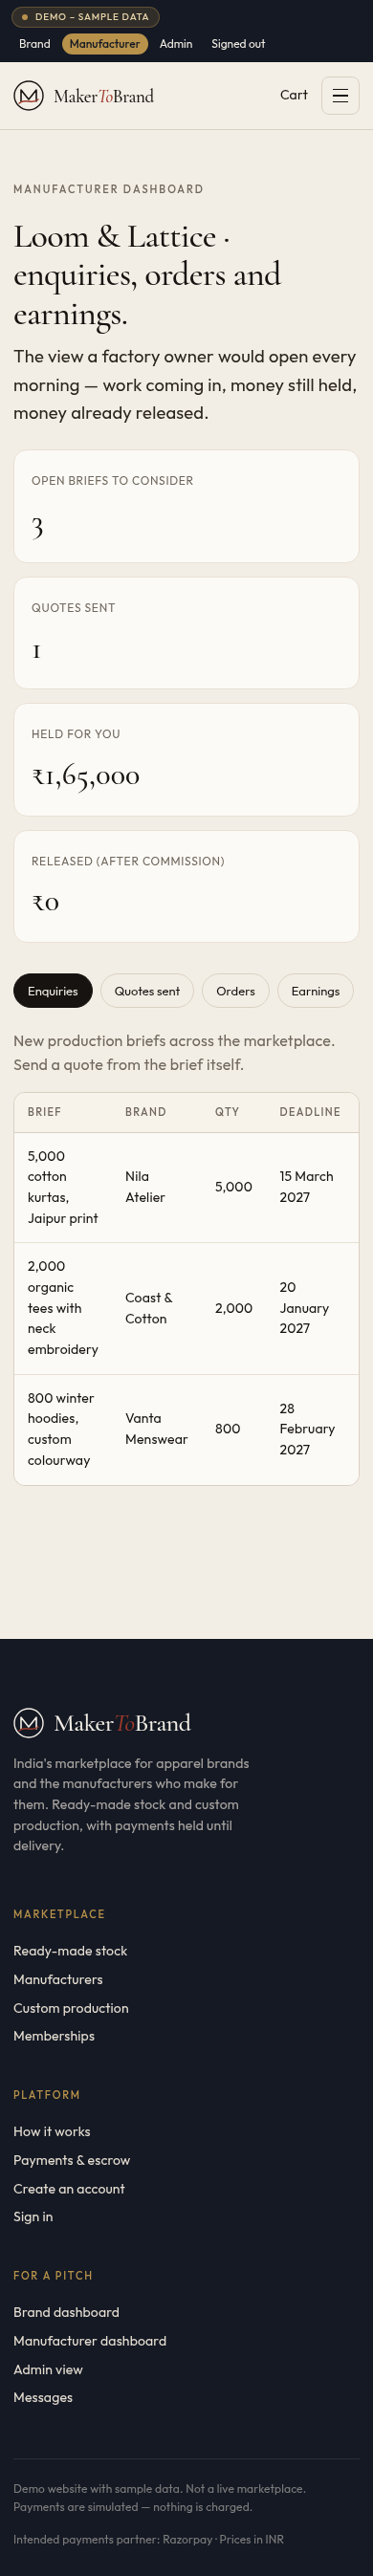 DEMO – SAMPLE DATA
Brand Manufacturer Admin Signed out
MakerToBrand Cart
MANUFACTURER DASHBOARD
Loom & Lattice ·
enquiries, orders and
earnings.
The view a factory owner would open every
morning — work coming in, money still held,
money already released.
OPEN BRIEFS TO CONSIDER
3
QUOTES SENT
1
HELD FOR YOU
₹1,65,000
RELEASED (AFTER COMMISSION)
₹0
Enquiries Quotes sent Orders Earnings
New production briefs across the marketplace.
Send a quote from the brief itself.
BRIEF BRAND QTY DEADLINE
5,000
cotton
kurtas,
Jaipur print
Nila
Atelier
5,000
15 March
2027
2,000
organic
tees with
neck
embroidery
Coast &
Cotton
2,000
20
January
2027
800 winter
hoodies,
custom
colourway
Vanta
Menswear
800
28
February
2027
MakerToBrand
India's marketplace for apparel brands
and the manufacturers who make for
them. Ready-made stock and custom
production, with payments held until
delivery.
MARKETPLACE
Ready-made stock
Manufacturers
Custom production
Memberships
PLATFORM
How it works
Payments & escrow
Create an account
Sign in
FOR A PITCH
Brand dashboard
Manufacturer dashboard
Admin view
Messages
Demo website with sample data. Not a live marketplace.
Payments are simulated — nothing is charged.
Intended payments partner: Razorpay · Prices in INR